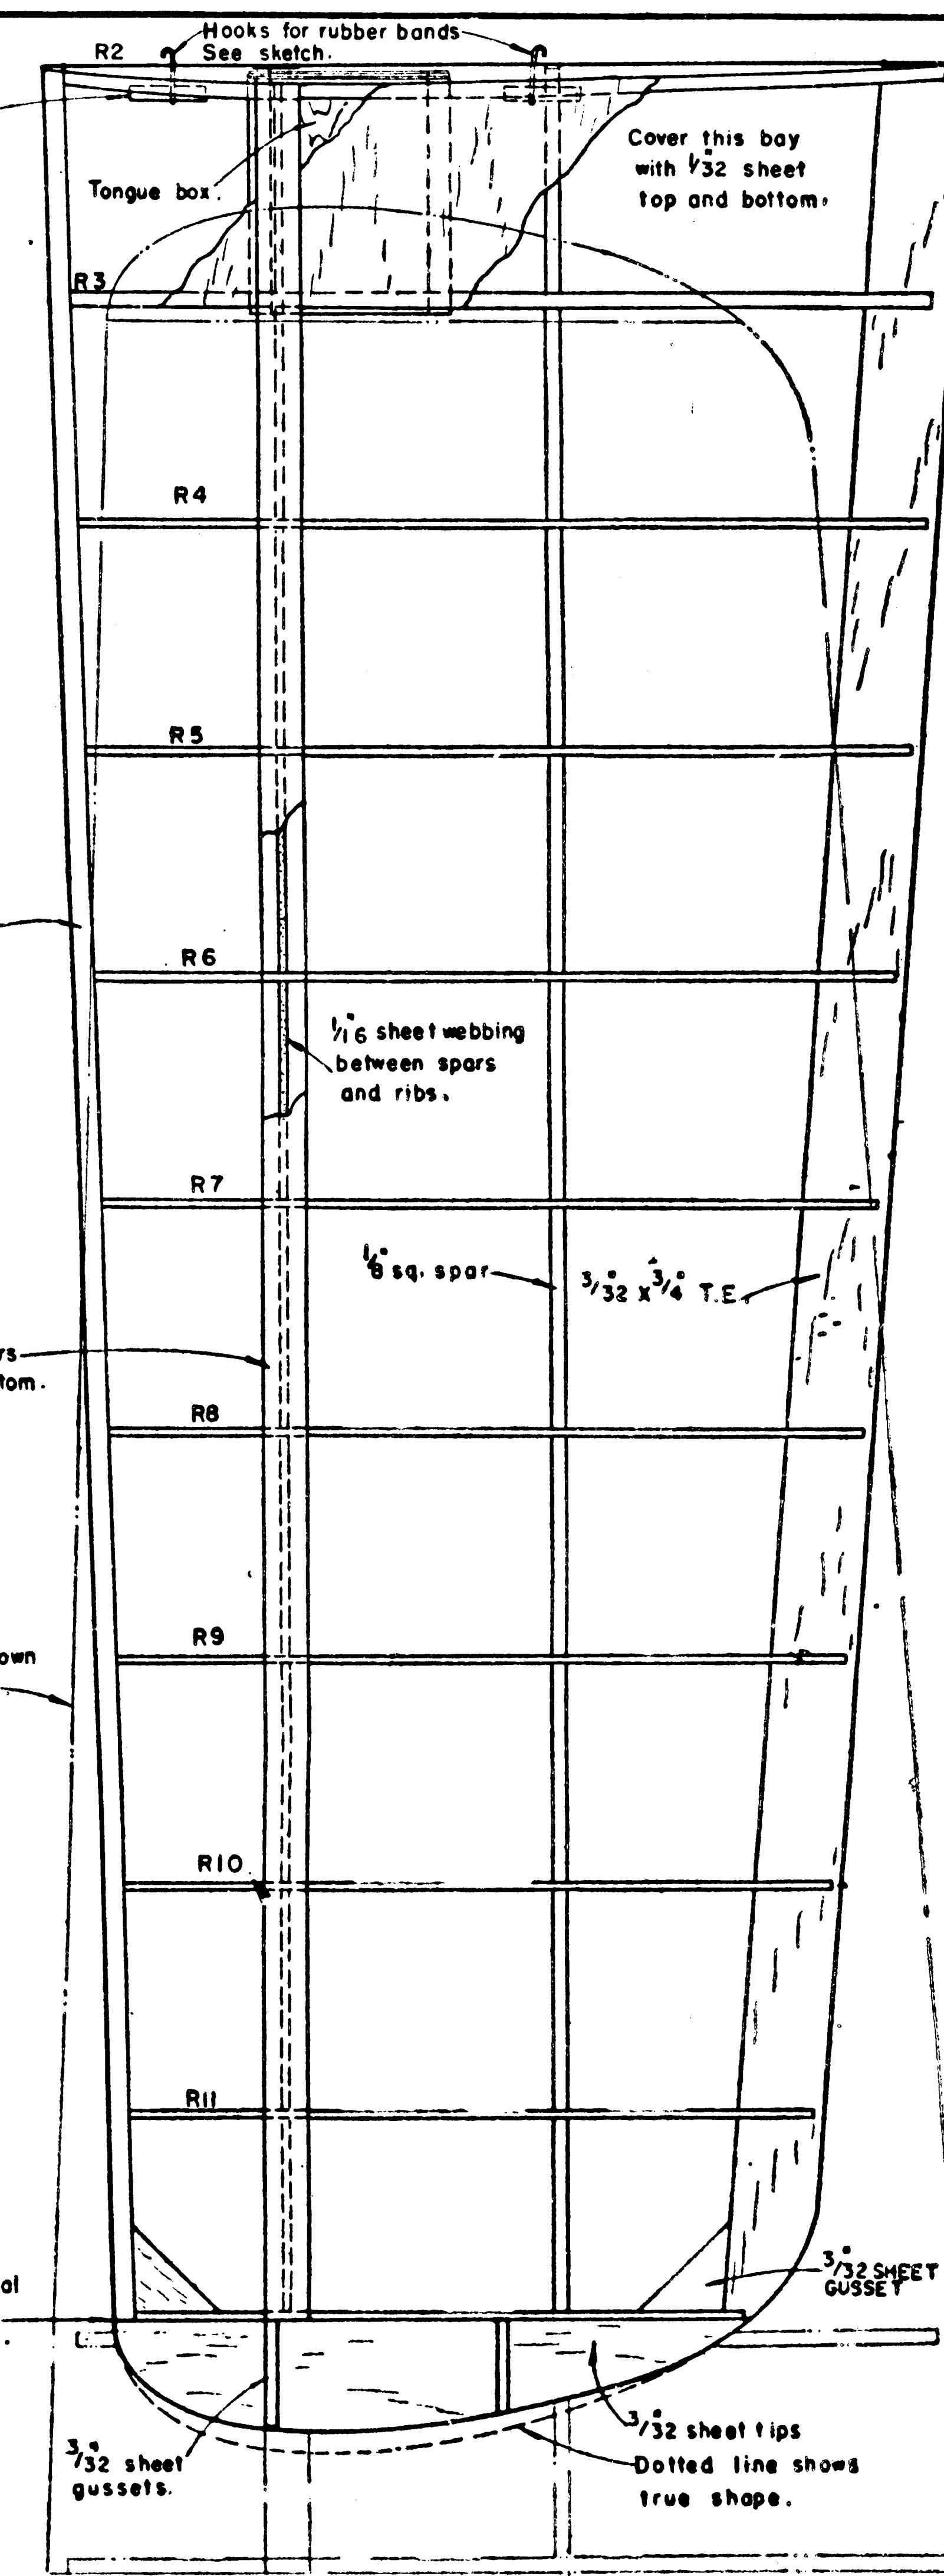 Hooks for rubber bands
See sketch.
R2
Cover this bay
with 1/32" sheet
top and bottom.
Tongue box.
R3
R4
R5
R6
1/16" sheet webbing
between spars
and ribs.
R7
1/8" sq. spar
3/32" x 3/4" T.E.
R8
R9
R10
R11
3/32" SHEET
GUSSET
3/32" sheet
gussets.
3/32" sheet tips
Dotted line shows
true shape.